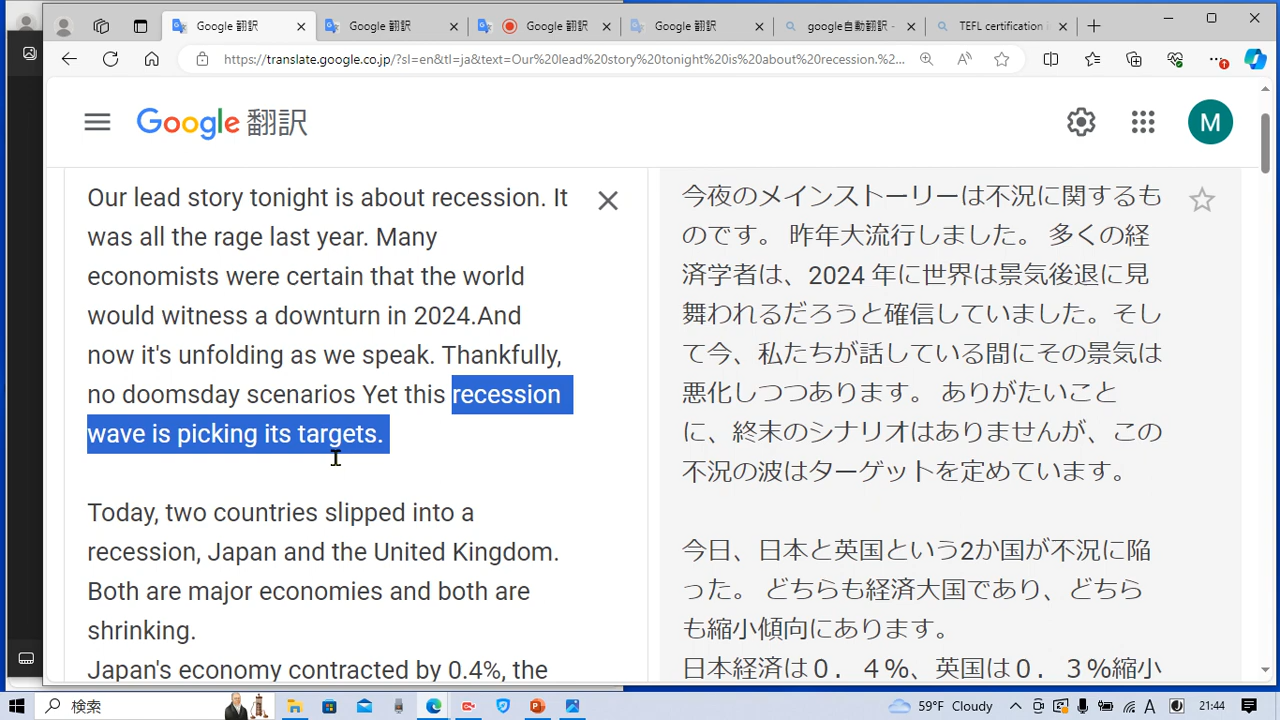 Google 翻訳
Google 翻訳
Google 翻訳
Google 翻訳
google自動翻訳 -
TEFL certification i
https://translate.google.co.jp/?sl=en&tl=ja&text=Our%20lead%20story%20tonight%20is%20about%20recession.%2...
Google 翻訳
M
Our lead story tonight is about recession. It
was all the rage last year. Many
economists were certain that the world
would witness a downturn in 2024.And
now it's unfolding as we speak. Thankfully,
no doomsday scenarios Yet this recession
wave is picking its targets.
Today, two countries slipped into a
recession, Japan and the United Kingdom.
Both are major economies and both are
shrinking.
Japan's economy contracted by 0.4%, the
今夜のメインストーリーは不況に関するも
のです。 昨年大流行しました。 多くの経
済学者は、2024 年に世界は景気後退に見
舞われるだろうと確信していました。そし
て今、私たちが話している間にその景気は
悪化しつつあります。 ありがたいこと
に、終末のシナリオはありませんが、この
不況の波はターゲットを定めています。
今日、日本と英国という2か国が不況に陥
った。 どちらも経済大国であり、どちら
も縮小傾向にあります。
日本経済は０．４%、英国は０．３%縮小
検索
59°F Cloudy
A
21:44